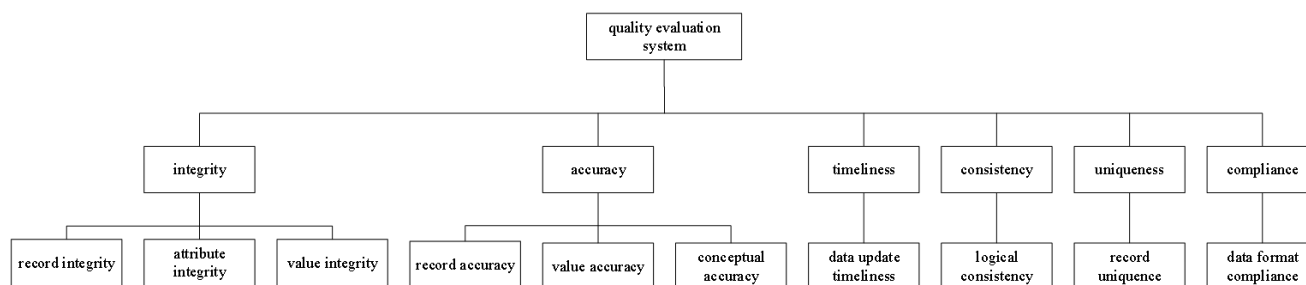 quality evaluation
system
integrity
accuracy
timeliness
consistency
uniqueness
compliance
record integrity
attribute
integrity
value integrity
record accuracy
value accuracy
conceptual
accuracy
data update
timeliness
logical
consistency
record
uniquence
data format
compliance